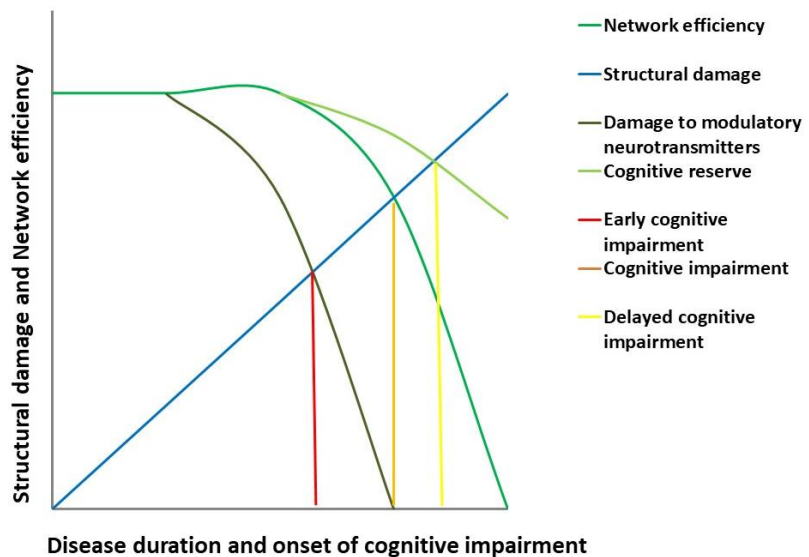 Structural damage and Network efficiency
Network efficiency
Structural damage
Damage to modulatory
neurotransmitters
Cognitive reserve
Early cognitive
impairment
Cognitive impairment
Delayed cognitive
impairment
Disease duration and onset of cognitive impairment